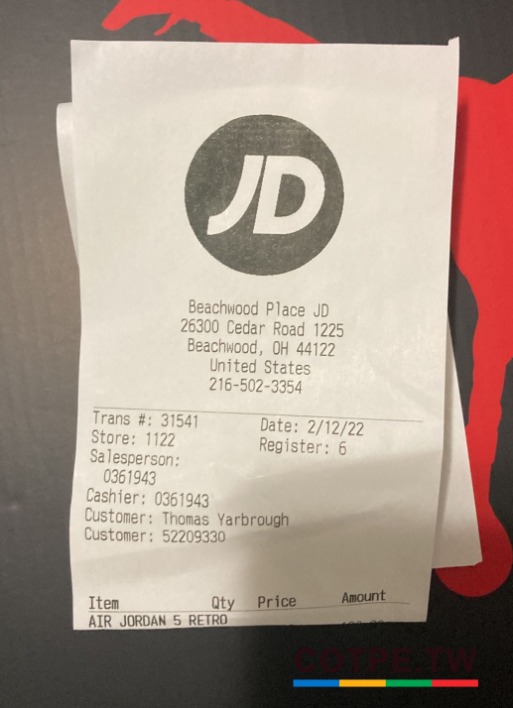 JD
Beachwood Place JD
26300 Cedar Road 1225
Beachwood, OH 44122
United States
216-502-3354
Trans #: 31541 Date: 2/12/22
Store: 1122 Register: 6
Salesperson:
0361943
Cashier: 0361943
Customer: Thomas Yarbrough
Customer: 52209330
Item Qty Price Amount
AIR JORDAN 5 RETRO
COTPE.TW